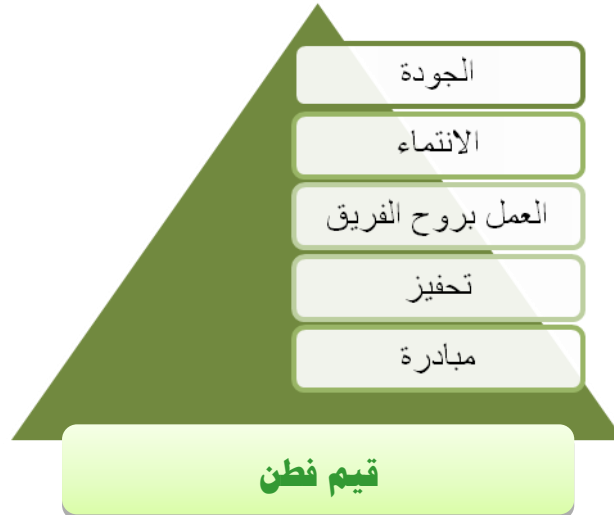 الجودة
الانتماء
العمل بروح الفريق
تحفيز
مبادرة
قيم فطن